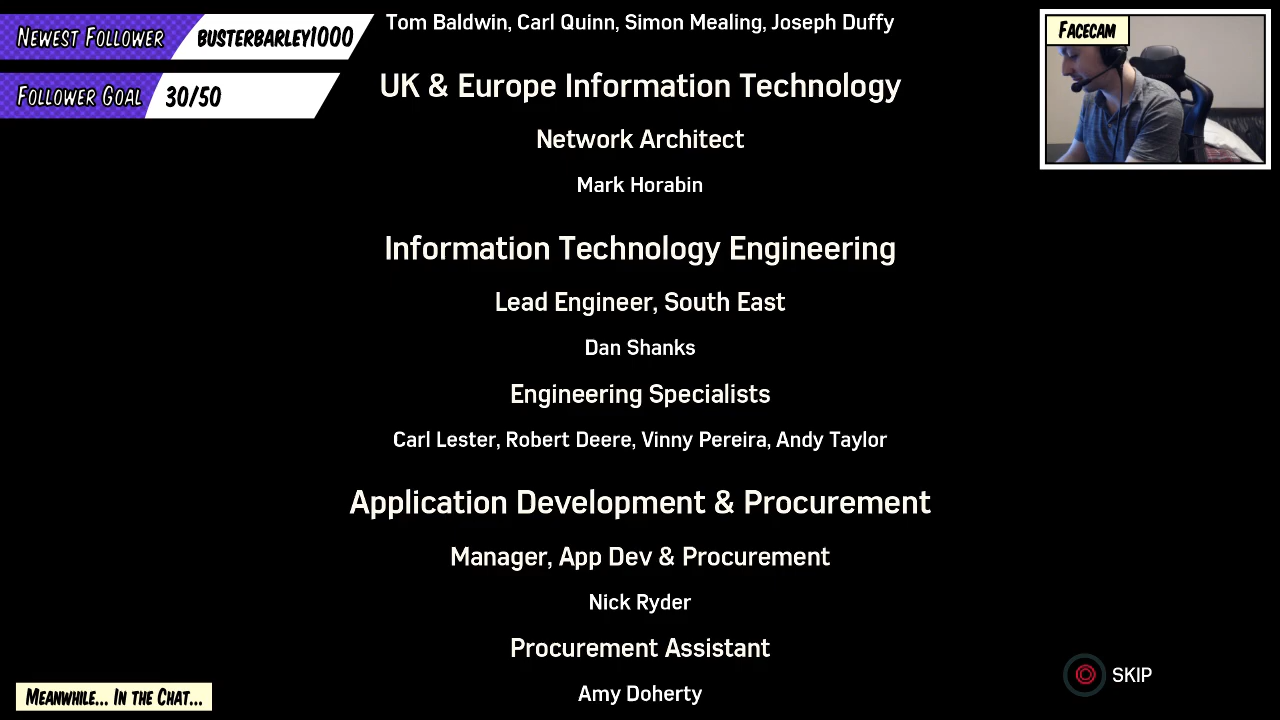 Newest Follower
BUSTERBARLEY1000
Follower Goal
30/50
Tom Baldwin, Carl Quinn, Simon Mealing, Joseph Duffy
UK & Europe Information Technology
Network Architect
Mark Horabin
Information Technology Engineering
Lead Engineer, South East
Dan Shanks
Engineering Specialists
Carl Lester, Robert Deere, Vinny Pereira, Andy Taylor
Application Development & Procurement
Manager, App Dev & Procurement
Nick Ryder
Procurement Assistant
Amy Doherty
Facecam
SKIP
Meanwhile... In the Chat...